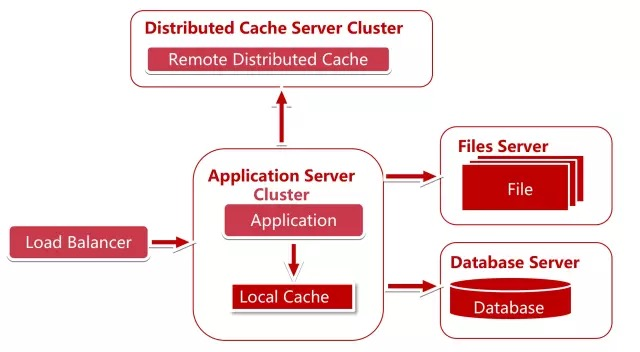 Distributed Cache Server Cluster
Remote Distributed Cache
Files Server
File
Application Server
Cluster
Application
Load Balancer
Local Cache
Database Server
Database